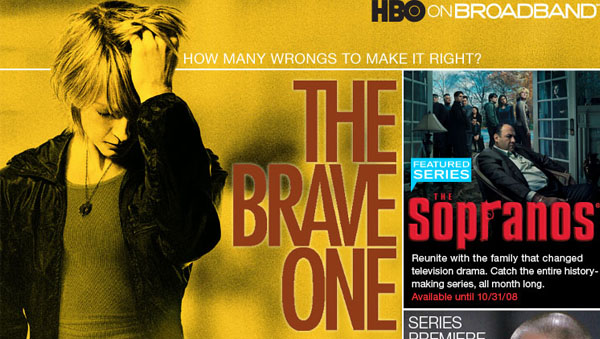 HBO ON BROADBAND
HOW MANY WRONGS TO MAKE IT RIGHT?
THE
BRAVE
ONE
FEATURED
SERIES
THE
Sopranos
Reunite with the family that changed
television drama. Catch the entire history-
making series, all month long.
Available until 10/31/08
SERIES
PREMIERE